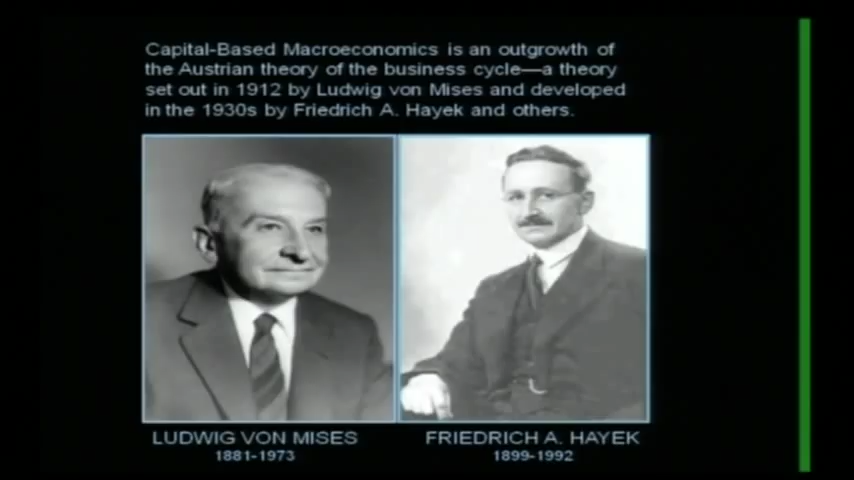 Capital-Based Macroeconomics is an outgrowth of
the Austrian theory of the business cycle—a theory
set out in 1912 by Ludwig von Mises and developed
in the 1930s by Friedrich A. Hayek and others.
LUDWIG VON MISES
1881-1973
FRIEDRICH A. HAYEK
1899-1992